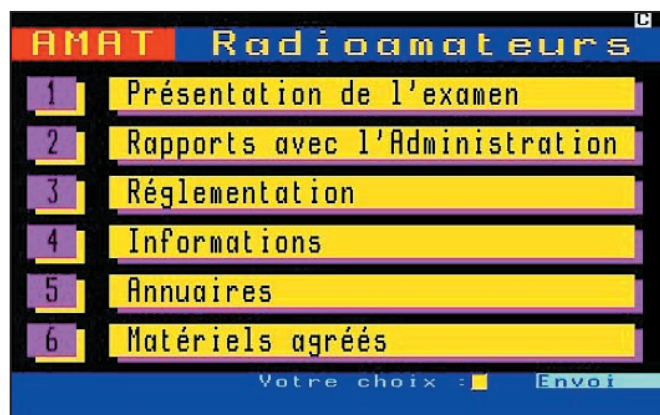 C
AMAT Radioamateurs
1 Présentation de l'examen
2 Rapports avec l'Administration
3 Réglementation
4 Informations
5 Annuaires
6 Matériels agréés
Votre choix : Envoi